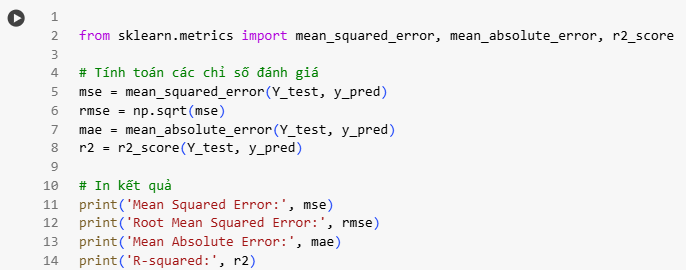 1
2 from sklearn.metrics import mean_squared_error, mean_absolute_error, r2_score
3
4 # Tính toán các chỉ số đánh giá
5 mse = mean_squared_error(Y_test, y_pred)
6 rmse = np.sqrt(mse)
7 mae = mean_absolute_error(Y_test, y_pred)
8 r2 = r2_score(Y_test, y_pred)
9
10 # In kết quả
11 print('Mean Squared Error:', mse)
12 print('Root Mean Squared Error:', rmse)
13 print('Mean Absolute Error:', mae)
14 print('R-squared:', r2)